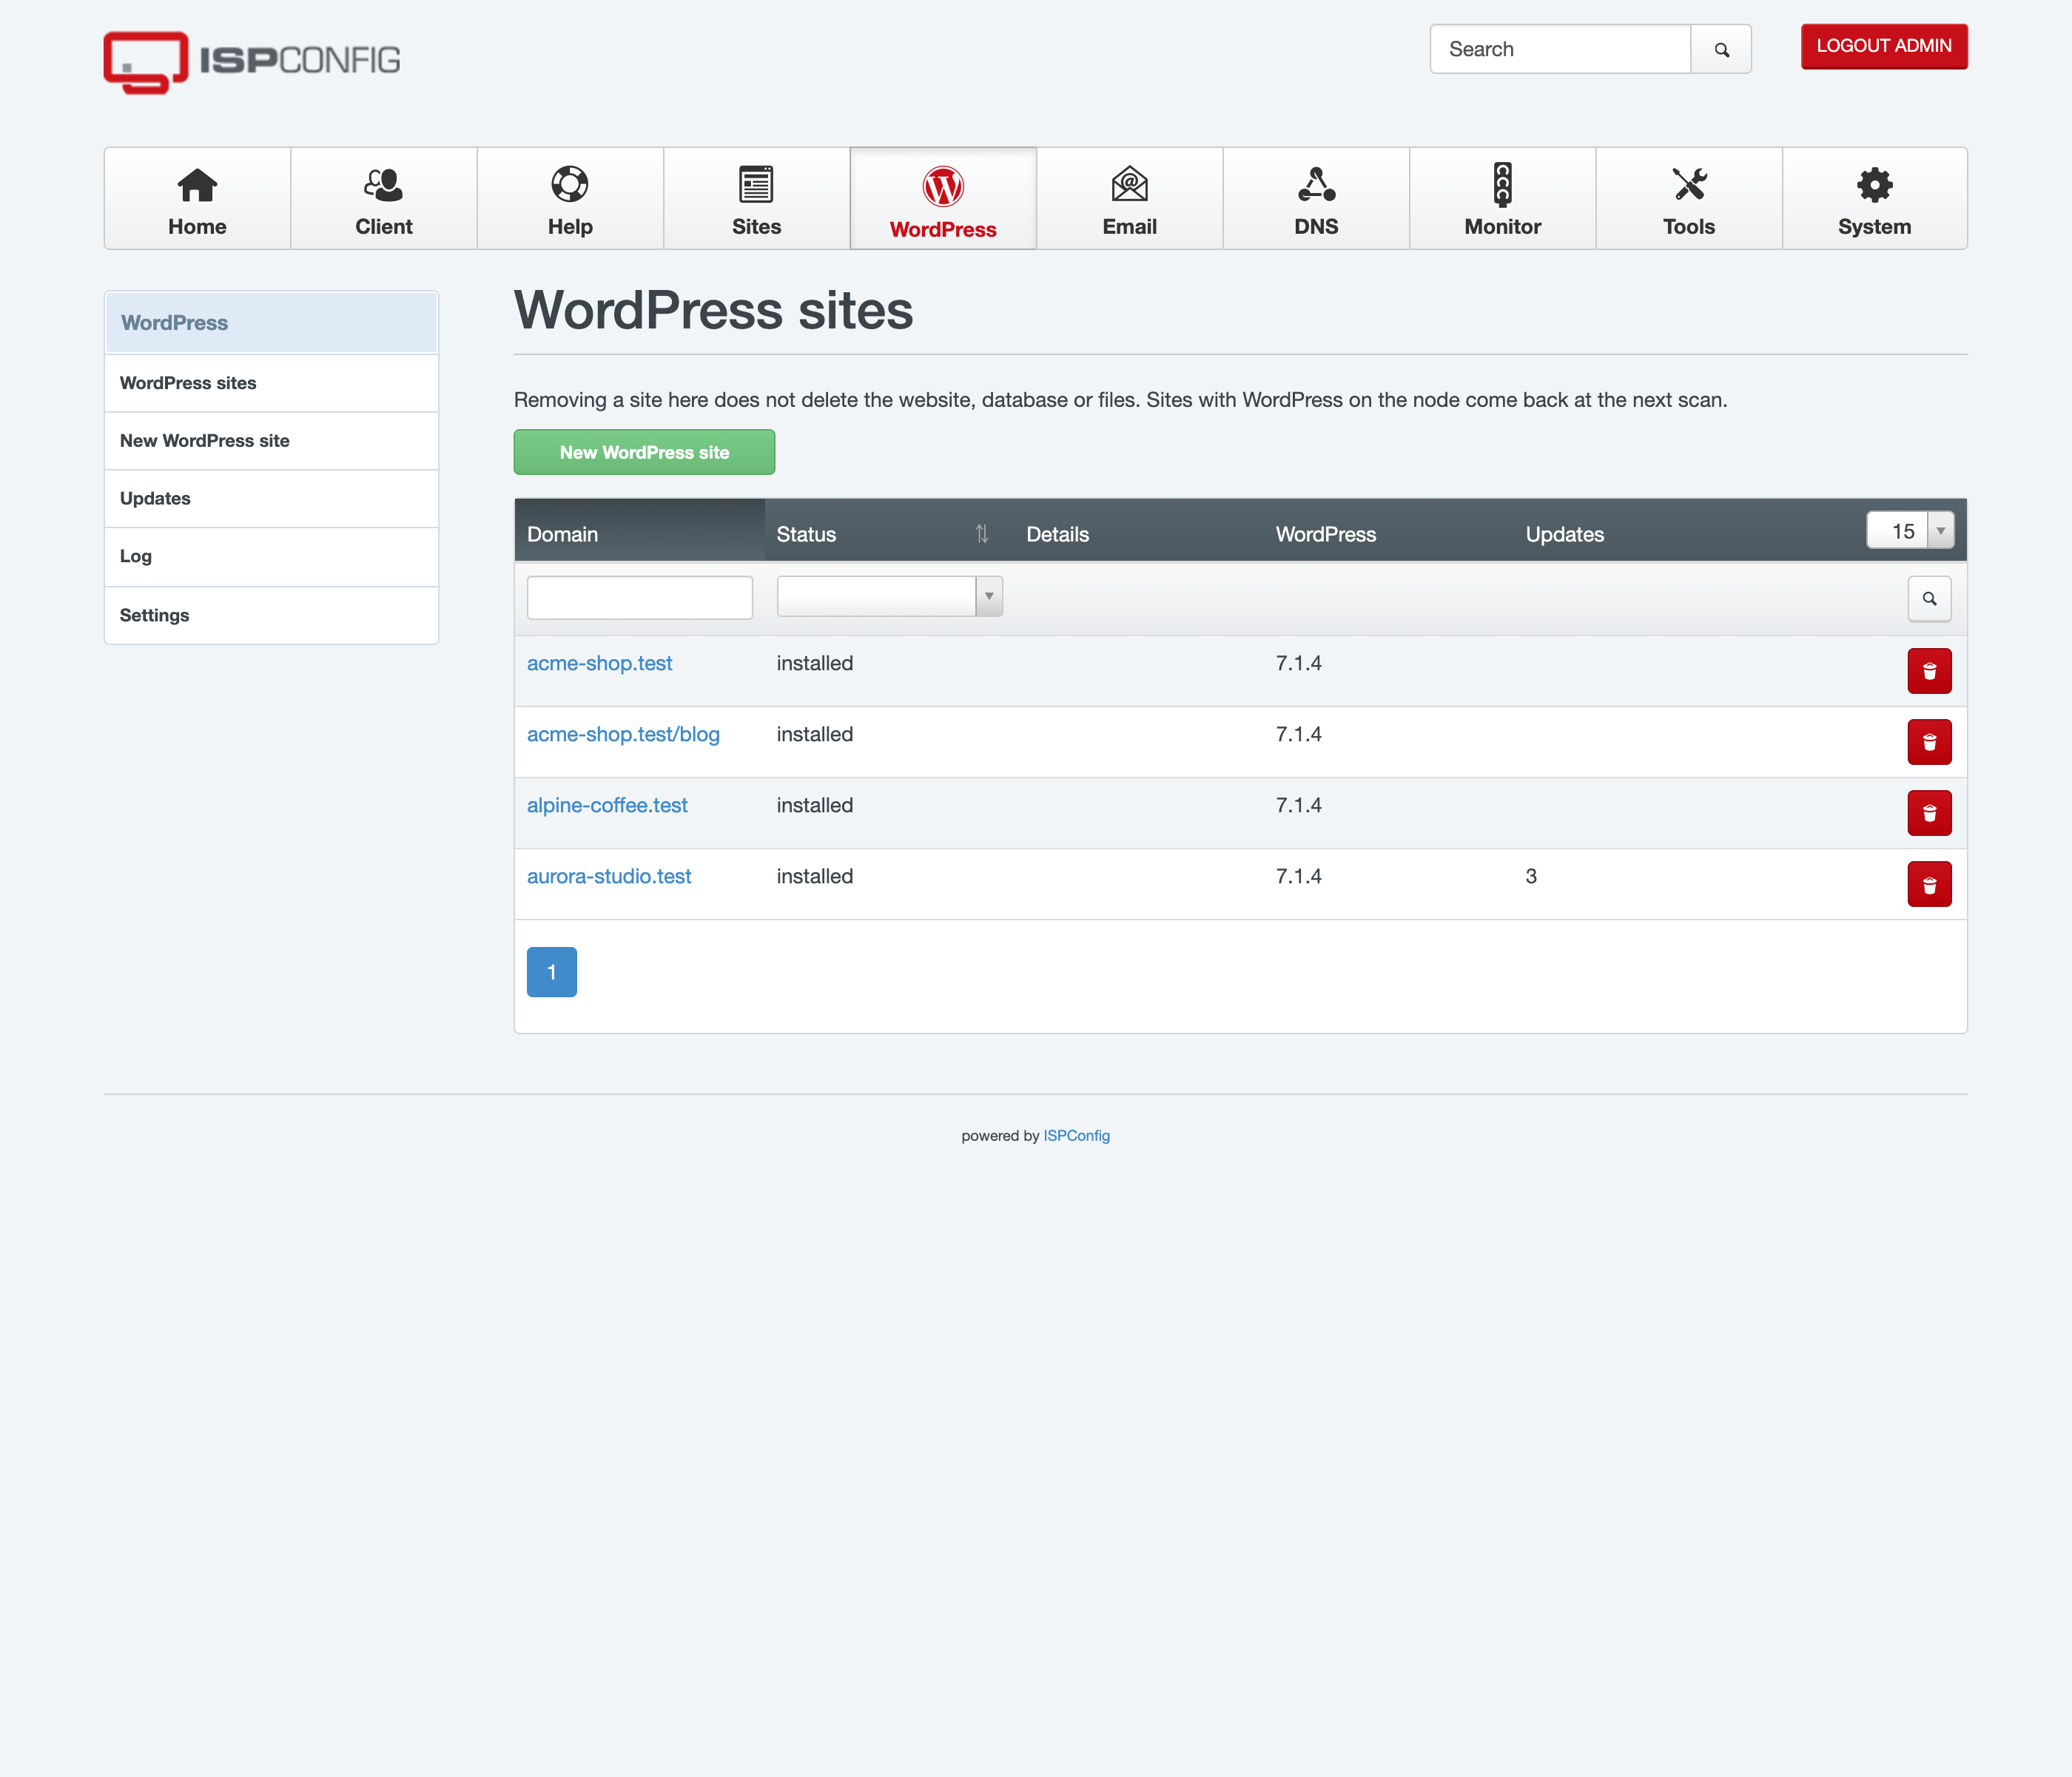 ISPCONFIG
Search
LOGOUT ADMIN
Home
Client
Help
Sites
WordPress
Email
DNS
Monitor
Tools
System
WordPress
WordPress sites
New WordPress site
Updates
Log
Settings
WordPress sites
Removing a site here does not delete the website, database or files. Sites with WordPress on the node come back at the next scan.
New WordPress site
Domain Status Details WordPress Updates 15
acme-shop.test installed 7.1.4
acme-shop.test/blog installed 7.1.4
alpine-coffee.test installed 7.1.4
aurora-studio.test installed 7.1.4 3
1
powered by ISPConfig